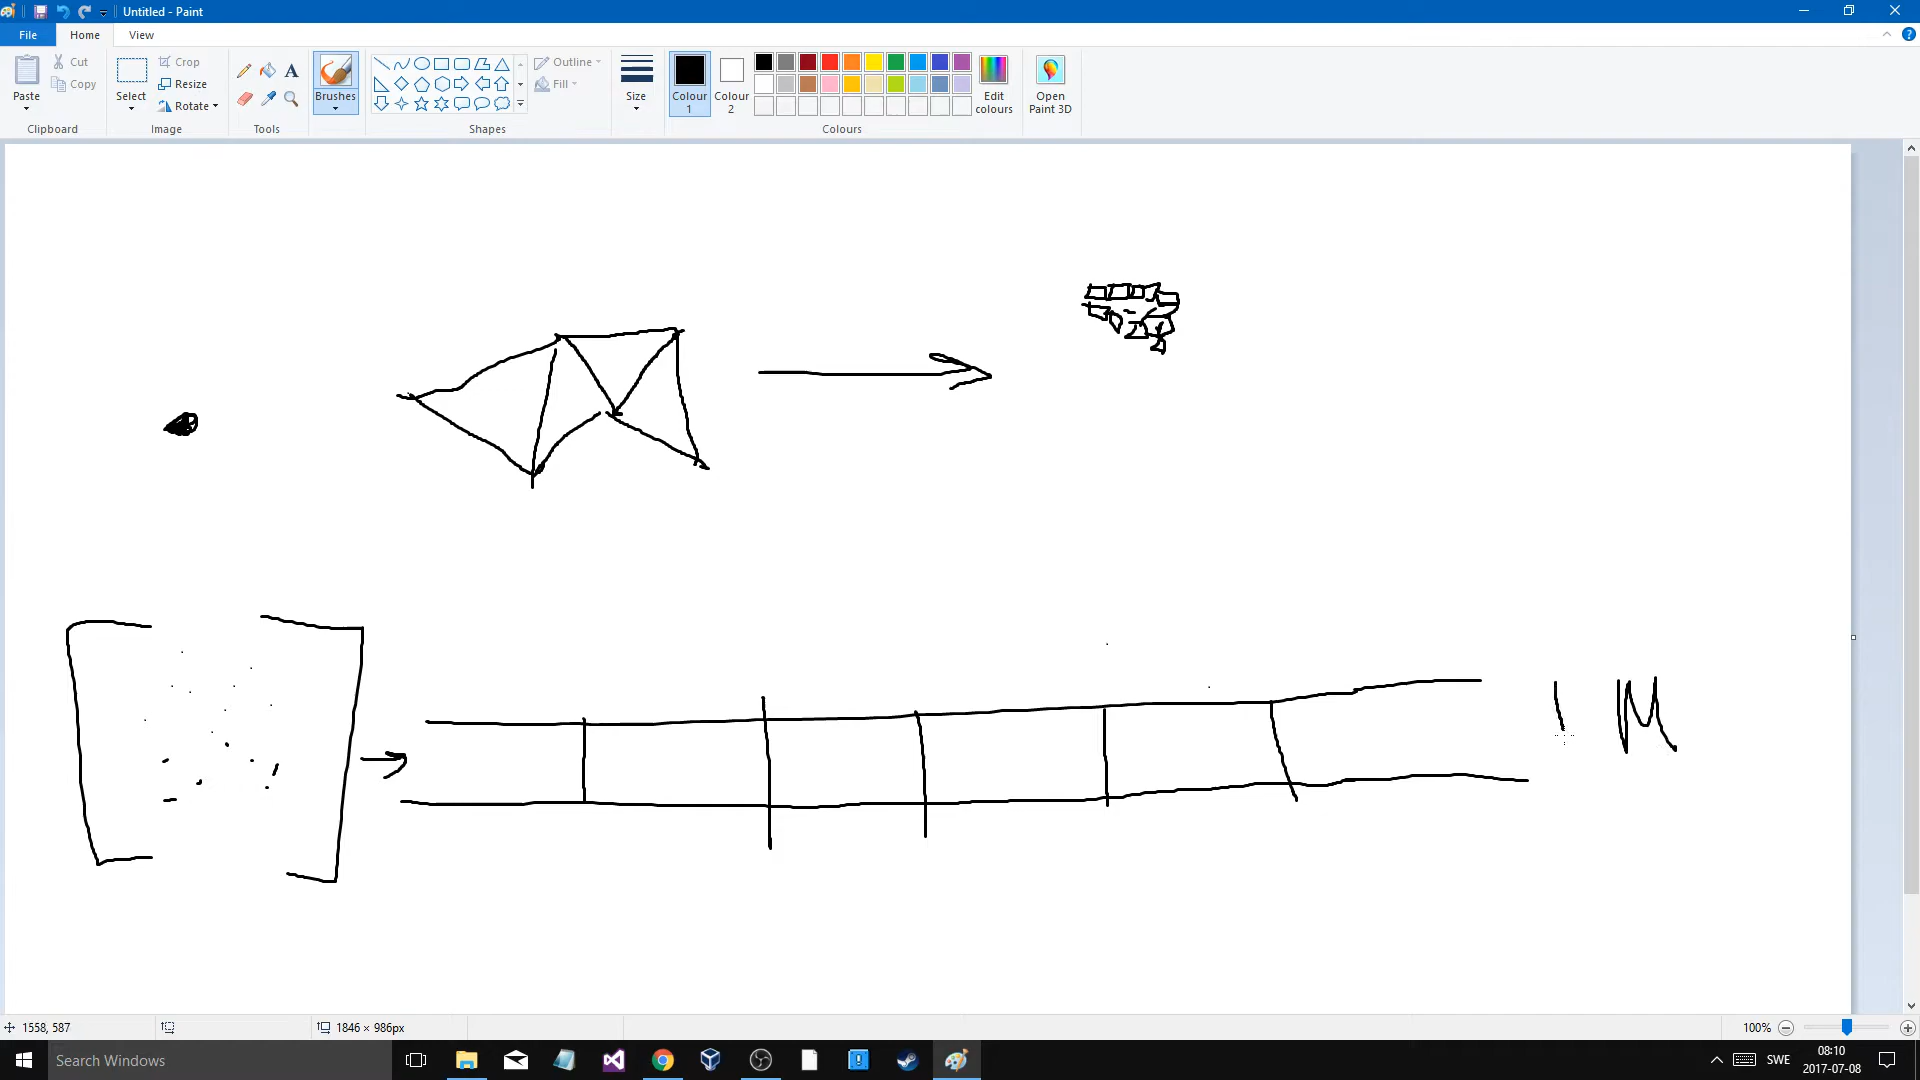 Untitled - Paint
File Home View
Paste
Cut
Copy
Clipboard
Select
Crop
Resize
Rotate
Image
A
Tools
Brushes
Shapes
Outline
Fill
Size
Colour 1
Colour 2
Colours
Edit colours
Open Paint 3D
1 M
1558, 587
1846 × 986px
100%
Search Windows
SWE
08:10
2017-07-08